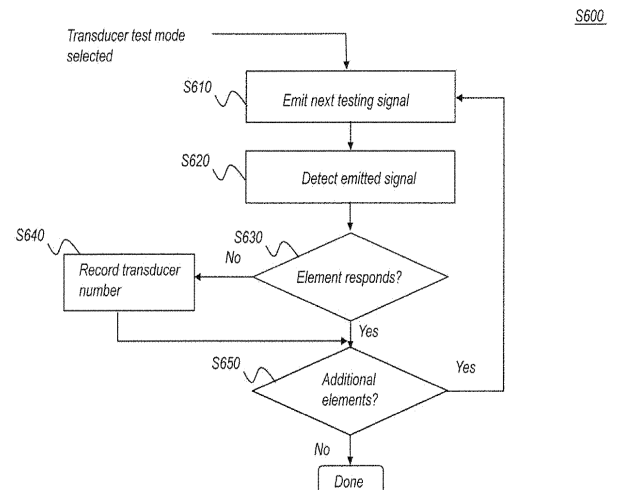 S600
Transducer test mode
selected
S610
Emit next testing signal
S620
Detect emitted signal
S640
S630
Record transducer
number
No
Element responds?
Yes
S650
Additional
elements?
Yes
No
Done